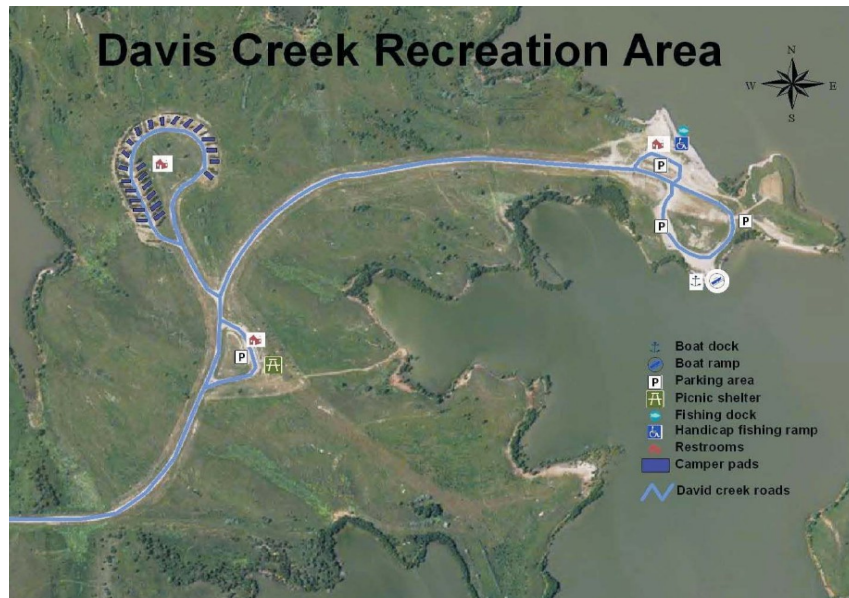 Davis Creek Recreation Area
N
W E
S
P
P
P
P
Boat dock
Boat ramp
P Parking area
Picnic shelter
Fishing dock
Handicap fishing ramp
Restrooms
Camper pads
David creek roads